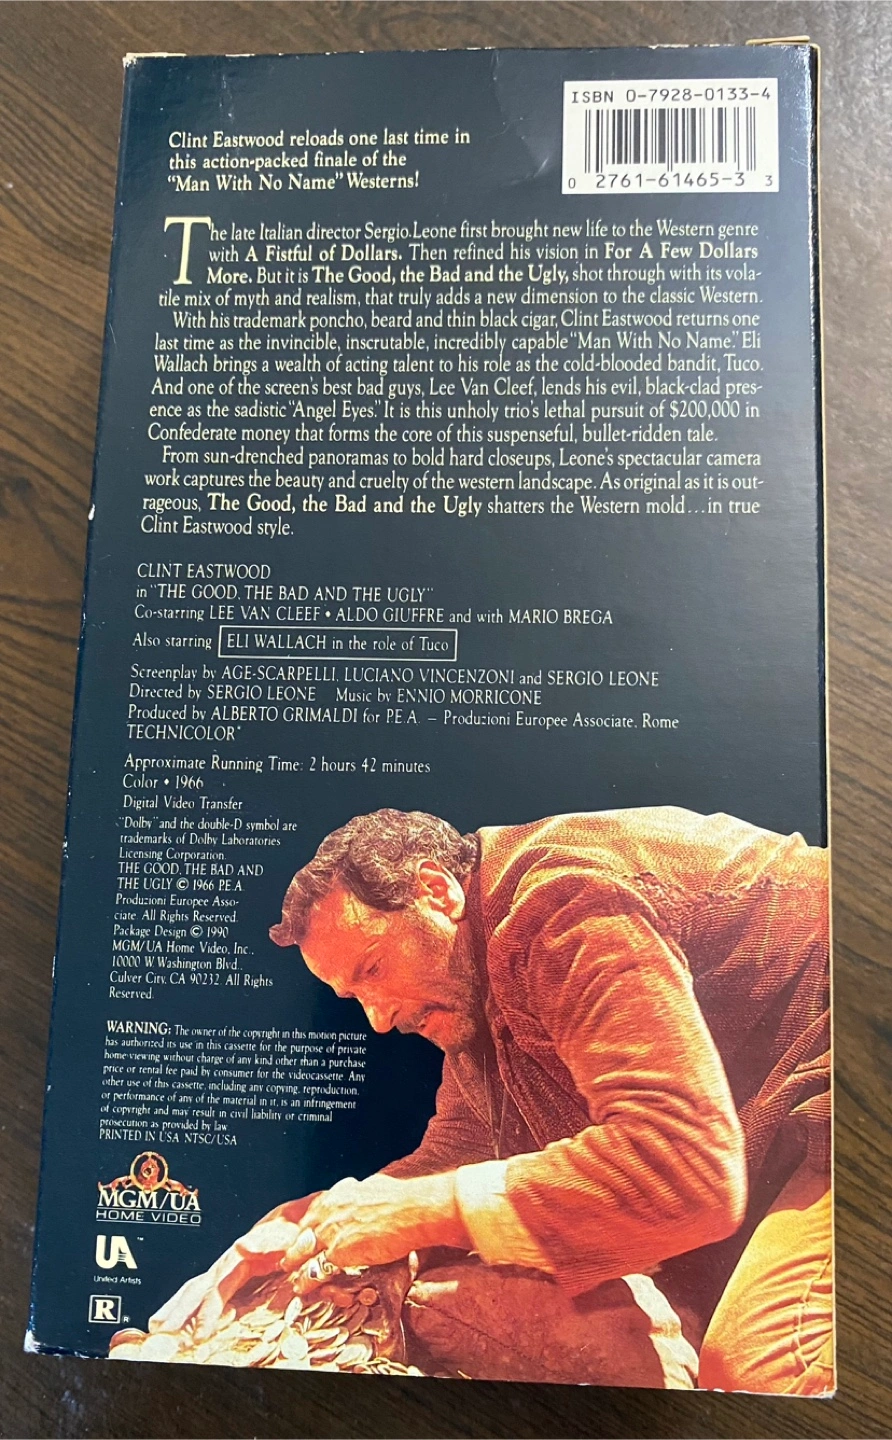 ISBN 0-7928-0133-4
0 2761-61465-3 3
Clint Eastwood reloads one last time in
this action-packed finale of the
"Man With No Name" Westerns!
The late Italian director Sergio Leone first brought new life to the Western genre
with A Fistful of Dollars. Then refined his vision in For A Few Dollars
More. But it is The Good, the Bad and the Ugly, shot through with its vola-
tile mix of myth and realism, that truly adds a new dimension to the classic Western.
With his trademark poncho, beard and thin black cigar, Clint Eastwood returns one
last time as the invincible, inscrutable, incredibly capable "Man With No Name." Eli
Wallach brings a wealth of acting talent to his role as the cold-blooded bandit, Tuco.
And one of the screen's best bad guys, Lee Van Cleef, lends his evil, black-clad pres-
ence as the sadistic "Angel Eyes." It is this unholy trio's lethal pursuit of $200,000 in
Confederate money that forms the core of this suspenseful, bullet-ridden tale.
From sun-drenched panoramas to bold hard closeups, Leone's spectacular camera
work captures the beauty and cruelty of the western landscape. As original as it is out-
rageous, The Good, the Bad and the Ugly shatters the Western mold...in true
Clint Eastwood style.
CLINT EASTWOOD
in "THE GOOD, THE BAD AND THE UGLY"
Co-starring LEE VAN CLEEF • ALDO GIUFFRE and with MARIO BREGA
Also starring ELI WALLACH in the role of Tuco
Screenplay by AGE-SCARPELLI, LUCIANO VINCENZONI and SERGIO LEONE
Directed by SERGIO LEONE Music by ENNIO MORRICONE
Produced by ALBERTO GRIMALDI for P.E.A. – Produzioni Europee Associate, Rome
TECHNICOLOR®
Approximate Running Time: 2 hours 42 minutes
Color • 1966
Digital Video Transfer
"Dolby" and the double-D symbol are
trademarks of Dolby Laboratories
Licensing Corporation.
THE GOOD, THE BAD AND
THE UGLY © 1966 P.E.A.
Produzioni Europee Asso-
ciate. All Rights Reserved.
Package Design © 1990
MGM/UA Home Video, Inc.,
10000 W. Washington Blvd.,
Culver City, CA 90232. All Rights
Reserved.
WARNING: The owner of the copyright in this motion picture
has authorized its use in this cassette for the purpose of private
home-viewing without charge of any kind other than a purchase
price or rental fee paid by consumer for the videocassette. Any
other use of this cassette, including any copying, reproduction,
or performance of any of the material in it, is an infringement
of copyright and may result in civil liability or criminal
prosecution as provided by law.
PRINTED IN USA NTSC/USA
MGM/UA
HOME VIDEO
UA™
United Artists
R®